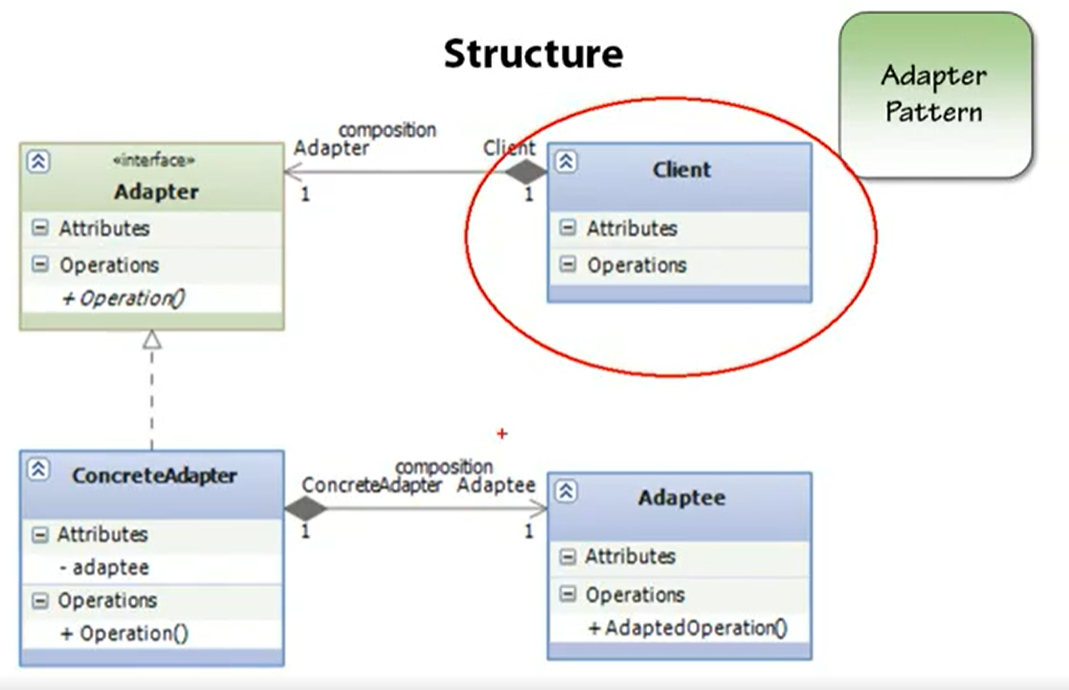 Structure
Adapter
Pattern
composition
Adapter
Client
1
1
«interface»
Adapter
Attributes
Operations
+ Operation()
Client
Attributes
Operations
ConcreteAdapter
Attributes
- adaptee
Operations
+ Operation()
composition
ConcreteAdapter
Adaptee
1
1
Adaptee
Attributes
Operations
+AdaptedOperation()